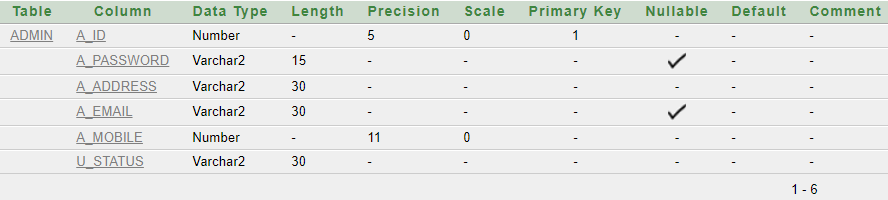 Table Column Data Type Length Precision Scale Primary Key Nullable Default Comment
ADMIN A_ID Number - 5 0 1 - - -
A_PASSWORD Varchar2 15 - - - ✓ - -
A_ADDRESS Varchar2 30 - - - - - -
A_EMAIL Varchar2 30 - - - ✓ - -
A_MOBILE Number - 11 0 - - - -
U_STATUS Varchar2 30 - - - - - -
1 - 6